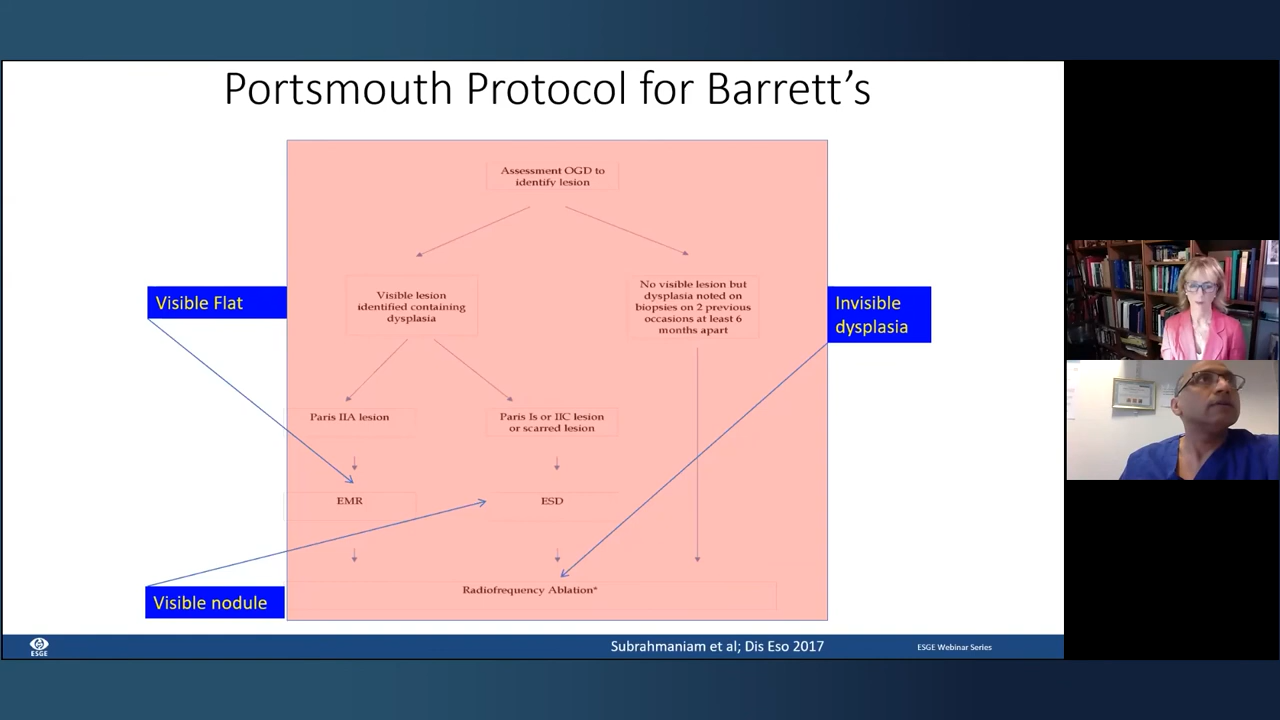 Portsmouth Protocol for Barrett's
Assessment OGD to
identify lesion
Visible Flat
Visible lesion
identified containing
dysplasia
No visible lesion but
dysplasia noted on
biopsies on 2 previous
occasions at least 6
months apart
Invisible
dysplasia
Paris IIA lesion
Paris Is or IIC lesion
or scarred lesion
EMR
ESD
Radiofrequency Ablation*
Visible nodule
ESGE
Subrahmaniam et al; Dis Eso 2017
ESGE Webinar Series